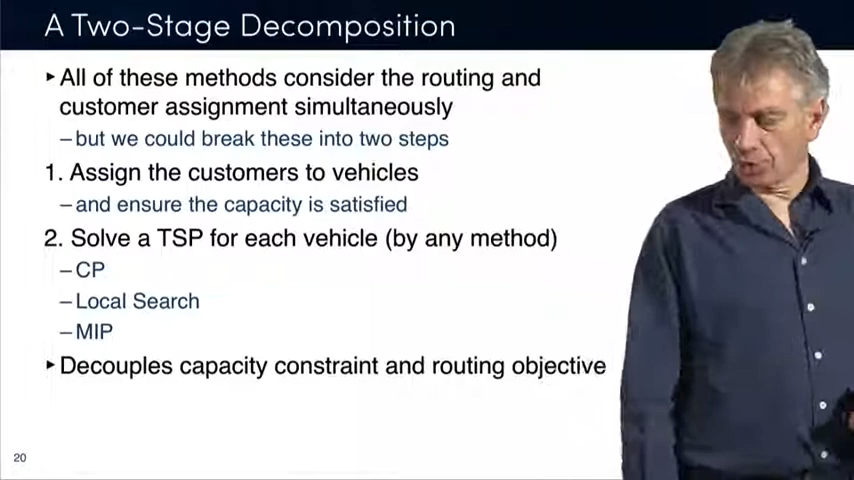 A Two-Stage Decomposition
▸All of these methods consider the routing and
customer assignment simultaneously
–but we could break these into two steps
1. Assign the customers to vehicles
–and ensure the capacity is satisfied
2. Solve a TSP for each vehicle (by any method)
–CP
–Local Search
–MIP
▸Decouples capacity constraint and routing objective
20